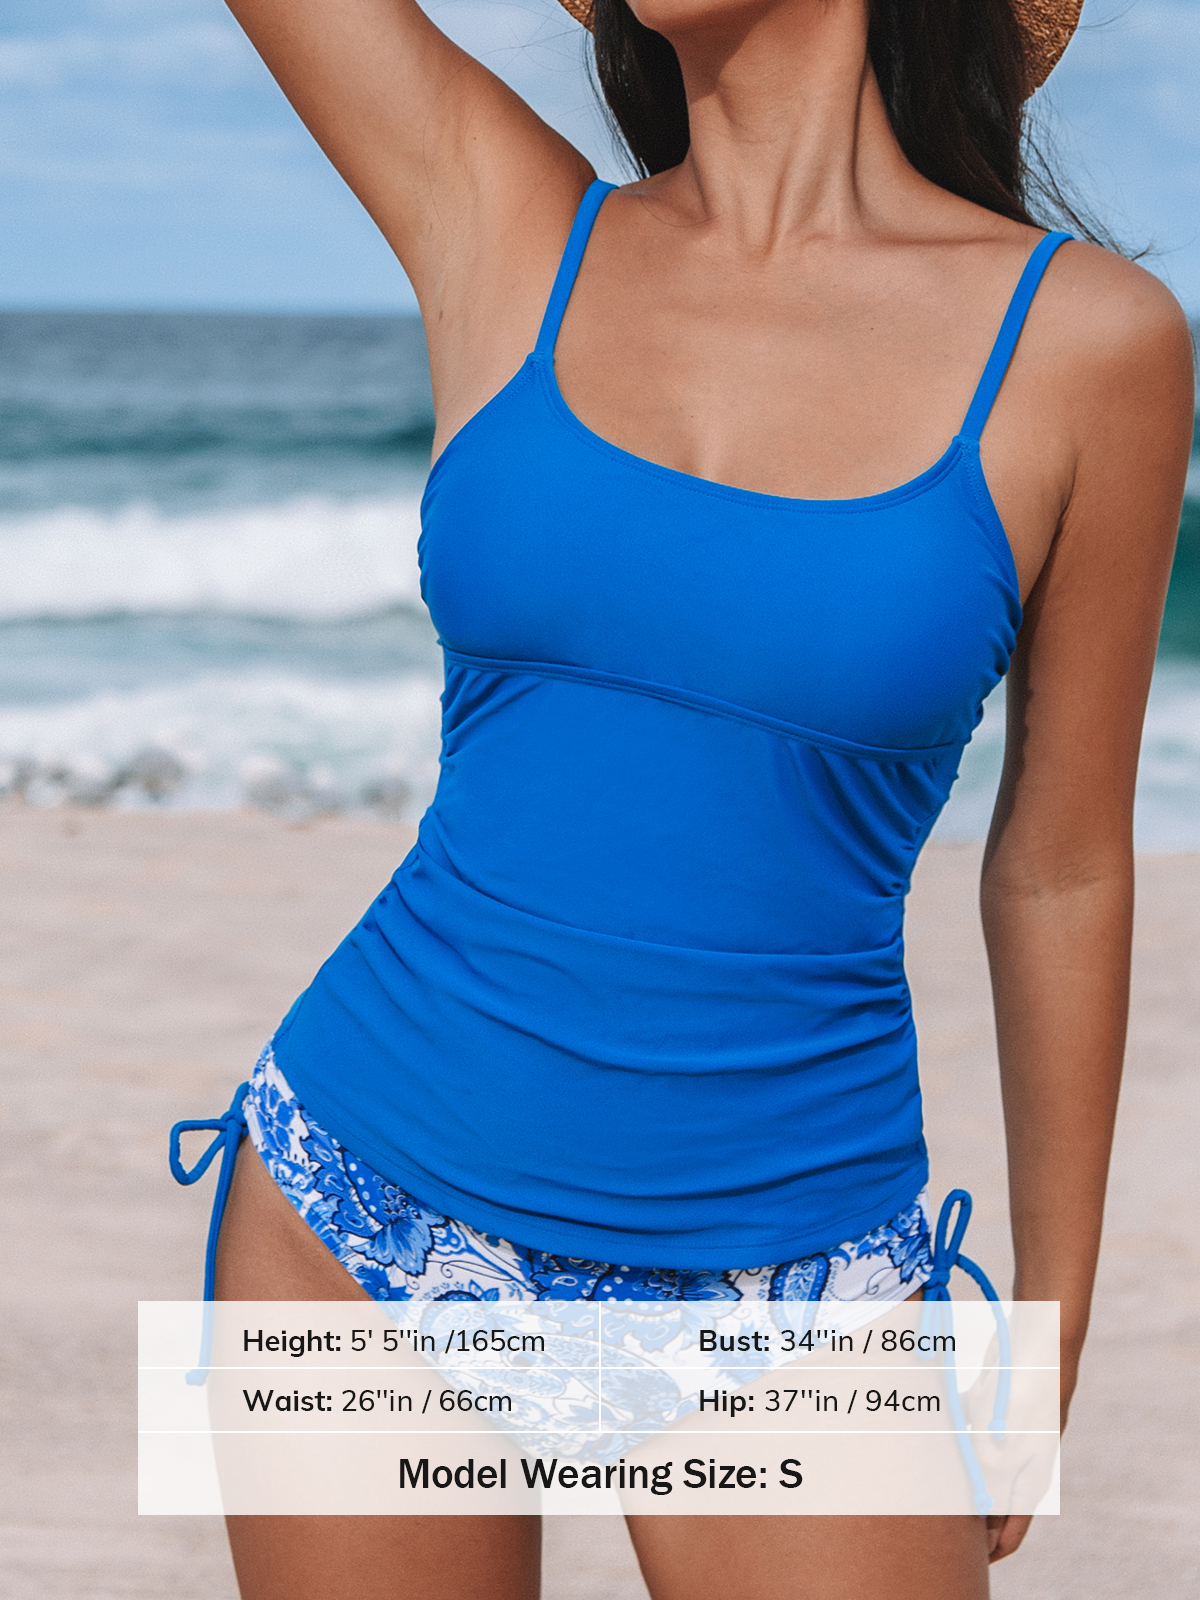 Height: 5' 5''in /165cm
Bust: 34''in / 86cm
Waist: 26''in / 66cm
Hip: 37''in / 94cm
Model Wearing Size: S